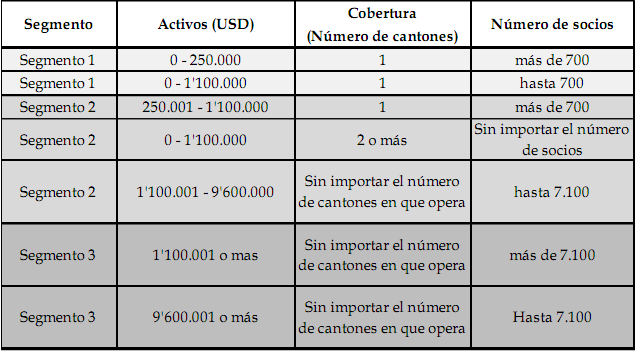 Segmento Activos (USD) Cobertura (Número de cantones) Número de socios
Segmento 1 0 - 250.000 1 más de 700
Segmento 1 0 - 1'100.000 1 hasta 700
Segmento 2 250.001 - 1'100.000 1 más de 700
Segmento 2 0 - 1'100.000 2 o más Sin importar el número de socios
Segmento 2 1'100.001 - 9'600.000 Sin importar el número de cantones en que opera hasta 7.100
Segmento 3 1'100.001 o mas Sin importar el número de cantones en que opera más de 7.100
Segmento 3 9'600.001 o más Sin importar el número de cantones en que opera Hasta 7.100